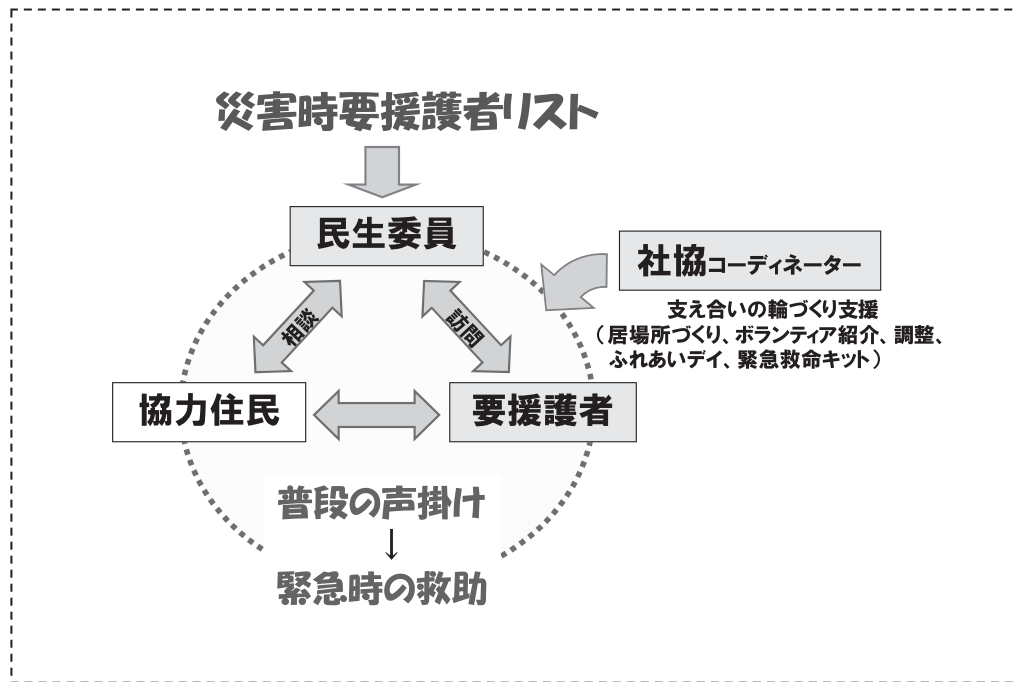 災害時要援護者リスト
民生委員
社協コーディネーター
支え合いの輪づくり支援
（居場所づくり、ボランティア紹介、調整、
ふれあいデイ、緊急救命キット）
相談
訪問
協力住民
要援護者
普段の声掛け
↓
緊急時の救助